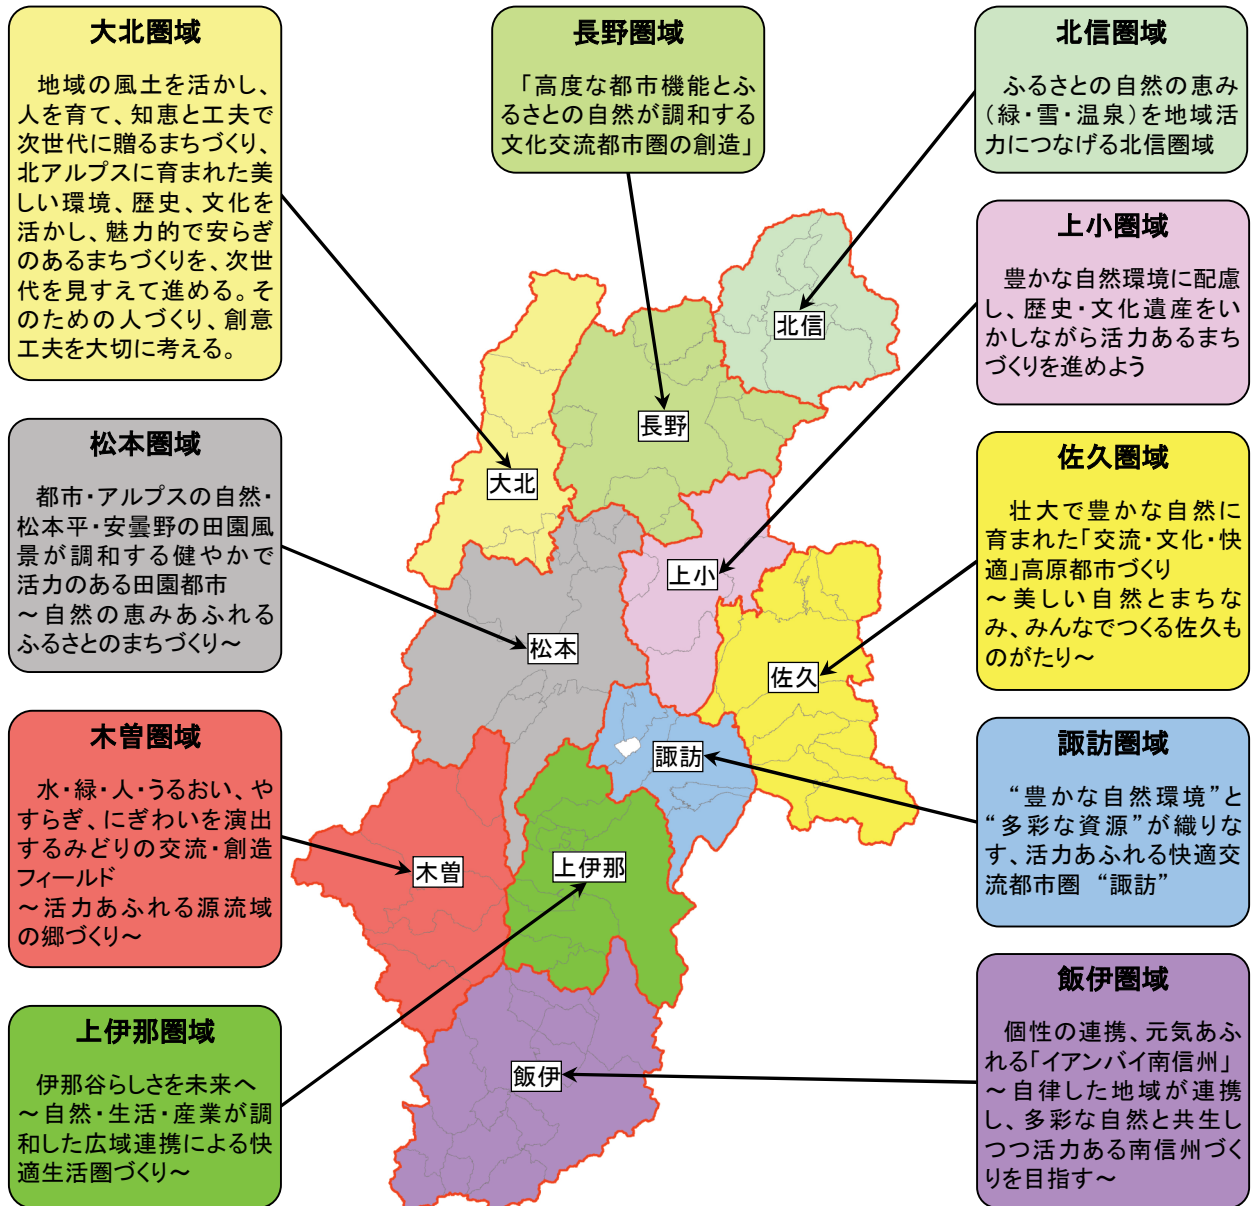 大北圏域
地域の風土を活かし、
人を育て、知恵と工夫で
次世代に贈るまちづくり、
北アルプスに育まれた美
しい環境、歴史、文化を
活かし、魅力的で安らぎ
のあるまちづくりを、次世
代を見すえて進める。そ
のための人づくり、創意
工夫を大切に考える。
長野圏域
「高度な都市機能とふ
るさとの自然が調和する
文化交流都市圏の創造」
北信圏域
ふるさとの自然の恵み
(緑・雪・温泉)を地域活
力につなげる北信圏域
上小圏域
豊かな自然環境に配慮
し、歴史・文化遺産をい
かしながら活力あるまち
づくりを進めよう
松本圏域
都市・アルプスの自然・
松本平・安曇野の田園風
景が調和する健やかで
活力のある田園都市
～自然の恵みあふれる
ふるさとのまちづくり～
佐久圏域
壮大で豊かな自然に
育まれた「交流・文化・快
適」高原都市づくり
～美しい自然とまちな
み、みんなでつくる佐久も
のがたり～
木曽圏域
水・緑・人・うるおい、や
すらぎ、にぎわいを演出
するみどりの交流・創造
フィールド
～活力あふれる源流域
の郷づくり～
諏訪圏域
“豊かな自然環境”と
“多彩な資源”が織りな
す、活力あふれる快適交
流都市圏 “諏訪”
上伊那圏域
伊那谷らしさを未来へ
～自然・生活・産業が調
和した広域連携による快
適生活圏づくり～
飯伊圏域
個性の連携、元気あふ
れる「イアンバイ南信州」
～自律した地域が連携
し、多彩な自然と共生し
つつ活力ある南信州づく
りを目指す～
北信
長野
大北
上小
松本
佐久
諏訪
木曽
上伊那
飯伊